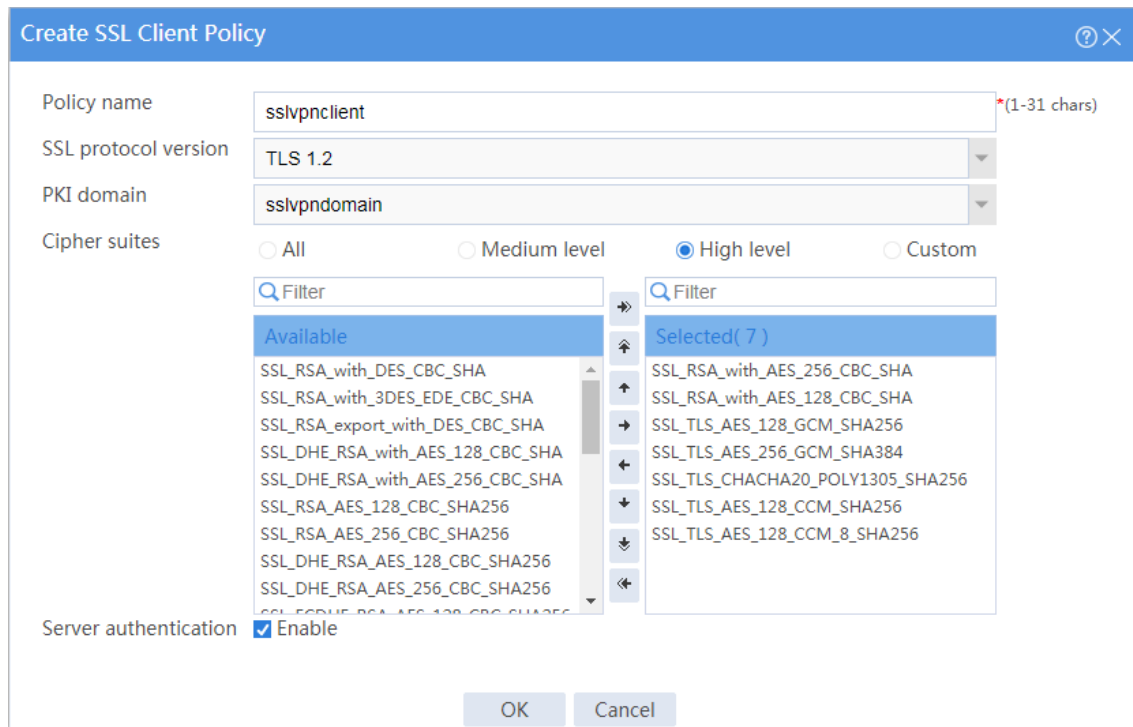 Create SSL Client Policy
Policy name sslvpnclient *(1-31 chars)
SSL protocol version TLS 1.2
PKI domain sslvpndomain
Cipher suites All Medium level High level Custom
Filter Filter
Available Selected( 7 )
SSL_RSA_with_DES_CBC_SHA SSL_RSA_with_AES_256_CBC_SHA
SSL_RSA_with_3DES_EDE_CBC_SHA SSL_RSA_with_AES_128_CBC_SHA
SSL_RSA_export_with_DES_CBC_SHA SSL_TLS_AES_128_GCM_SHA256
SSL_DHE_RSA_with_AES_128_CBC_SHA SSL_TLS_AES_256_GCM_SHA384
SSL_DHE_RSA_with_AES_256_CBC_SHA SSL_TLS_CHACHA20_POLY1305_SHA256
SSL_RSA_AES_128_CBC_SHA256 SSL_TLS_AES_128_CCM_SHA256
SSL_RSA_AES_256_CBC_SHA256 SSL_TLS_AES_128_CCM_8_SHA256
SSL_DHE_RSA_AES_128_CBC_SHA256
SSL_DHE_RSA_AES_256_CBC_SHA256
SSL_ECDHE_RSA_AES_128_CBC_SHA256
Server authentication Enable
OK Cancel